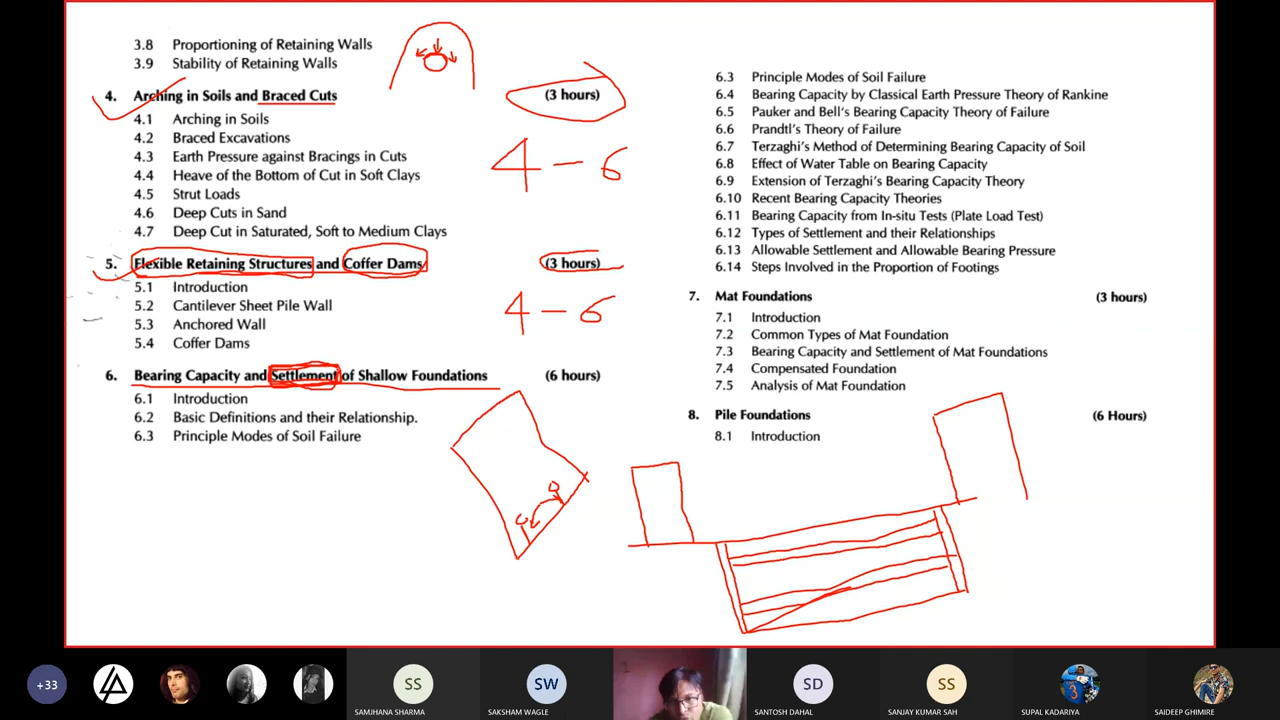 3.8 Proportioning of Retaining Walls
3.9 Stability of Retaining Walls
4. Arching in Soils and Braced Cuts (3 hours)
4.1 Arching in Soils
4.2 Braced Excavations
4.3 Earth Pressure against Bracings in Cuts
4.4 Heave of the Bottom of Cut in Soft Clays
4.5 Strut Loads
4.6 Deep Cuts in Sand
4.7 Deep Cut in Saturated, Soft to Medium Clays
4 – 6
5. Flexible Retaining Structures and Coffer Dams (3 hours)
5.1 Introduction
5.2 Cantilever Sheet Pile Wall
5.3 Anchored Wall
5.4 Coffer Dams
4 – 6
6. Bearing Capacity and Settlement of Shallow Foundations (6 hours)
6.1 Introduction
6.2 Basic Definitions and their Relationship.
6.3 Principle Modes of Soil Failure
6.3 Principle Modes of Soil Failure
6.4 Bearing Capacity by Classical Earth Pressure Theory of Rankine
6.5 Pauker and Bell's Bearing Capacity Theory of Failure
6.6 Prandtl's Theory of Failure
6.7 Terzaghi's Method of Determining Bearing Capacity of Soil
6.8 Effect of Water Table on Bearing Capacity
6.9 Extension of Terzaghi's Bearing Capacity Theory
6.10 Recent Bearing Capacity Theories
6.11 Bearing Capacity from In-situ Tests (Plate Load Test)
6.12 Types of Settlement and their Relationships
6.13 Allowable Settlement and Allowable Bearing Pressure
6.14 Steps Involved in the Proportion of Footings
7. Mat Foundations (3 hours)
7.1 Introduction
7.2 Common Types of Mat Foundation
7.3 Bearing Capacity and Settlement of Mat Foundations
7.4 Compensated Foundation
7.5 Analysis of Mat Foundation
8. Pile Foundations (6 Hours)
8.1 Introduction
+33
SS
SW
SD
SS
SAMJHANA SHARMA
SAKSHAM WAGLE
SANTOSH DAHAL
SANJAY KUMAR SAH
SUPAL KADARIYA
SAIDEEP GHIMIRE